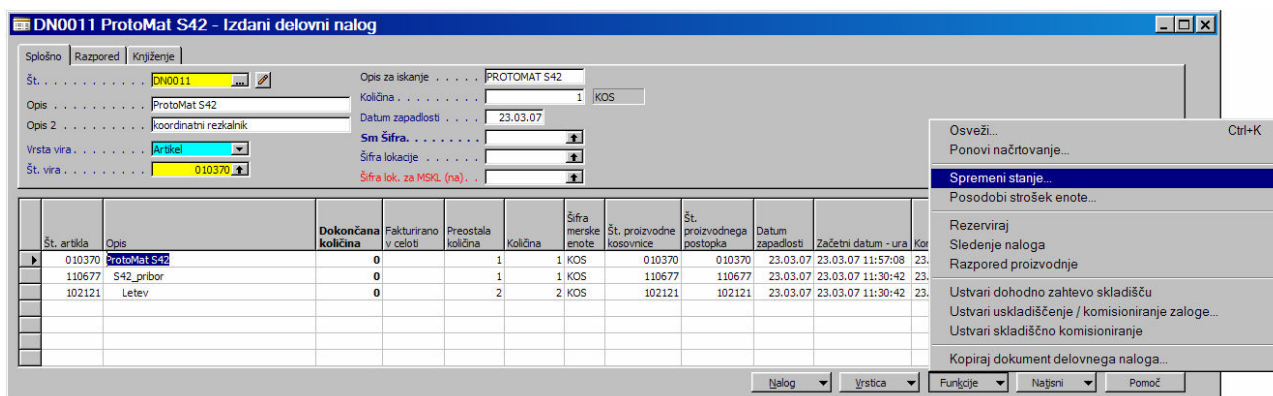 DN0011 ProtoMat S42 - Izdani delovni nalog
Splošno Razpored Knjiženje
Št. . . . . . . . . . . . DN0011 ...
Opis . . . . . . . . . . ProtoMat S42
Opis 2 . . . . . . . . . koordinatni rezkalnik
Vrsta vira. . . . . . . . Artikel
Št. vira . . . . . . . . . 010370
Opis za iskanje . . . . . PROTOMAT S42
Količina . . . . . . . . . 1 KOS
Datum zapadlosti . . . . 23.03.07
Sm Šifra. . . . . . . . .
Šifra lokacije . . . . . .
Šifra lok. za MSKL (na). .
Št. artikla Opis Dokončana količina Fakturirano v celoti Preostala količina Količina Šifra merske enote Št. proizvodne kosovnice Št. proizvodnega postopka Datum zapadlosti Začetni datum - ura Kor
010370 ProtoMat S42 0 1 1 KOS 010370 010370 23.03.07 23.03.07 11:57:08 23.
110677 S42_pribor 0 1 1 KOS 110677 110677 23.03.07 23.03.07 11:30:42 23.
102121 Letev 0 2 2 KOS 102121 102121 23.03.07 23.03.07 11:30:42 23.
Osveži... Ctrl+K
Ponovi načrtovanje...
Spremeni stanje...
Posodobi strošek enote...
Rezerviraj
Sledenje naloga
Razpored proizvodnje
Ustvari dohodno zahtevo skladišču
Ustvari uskladiščenje / komisioniranje zaloge...
Ustvari skladiščno komisioniranje
Kopiraj dokument delovnega naloga...
Nalog Vrstica Funkcije Natisni Pomoč